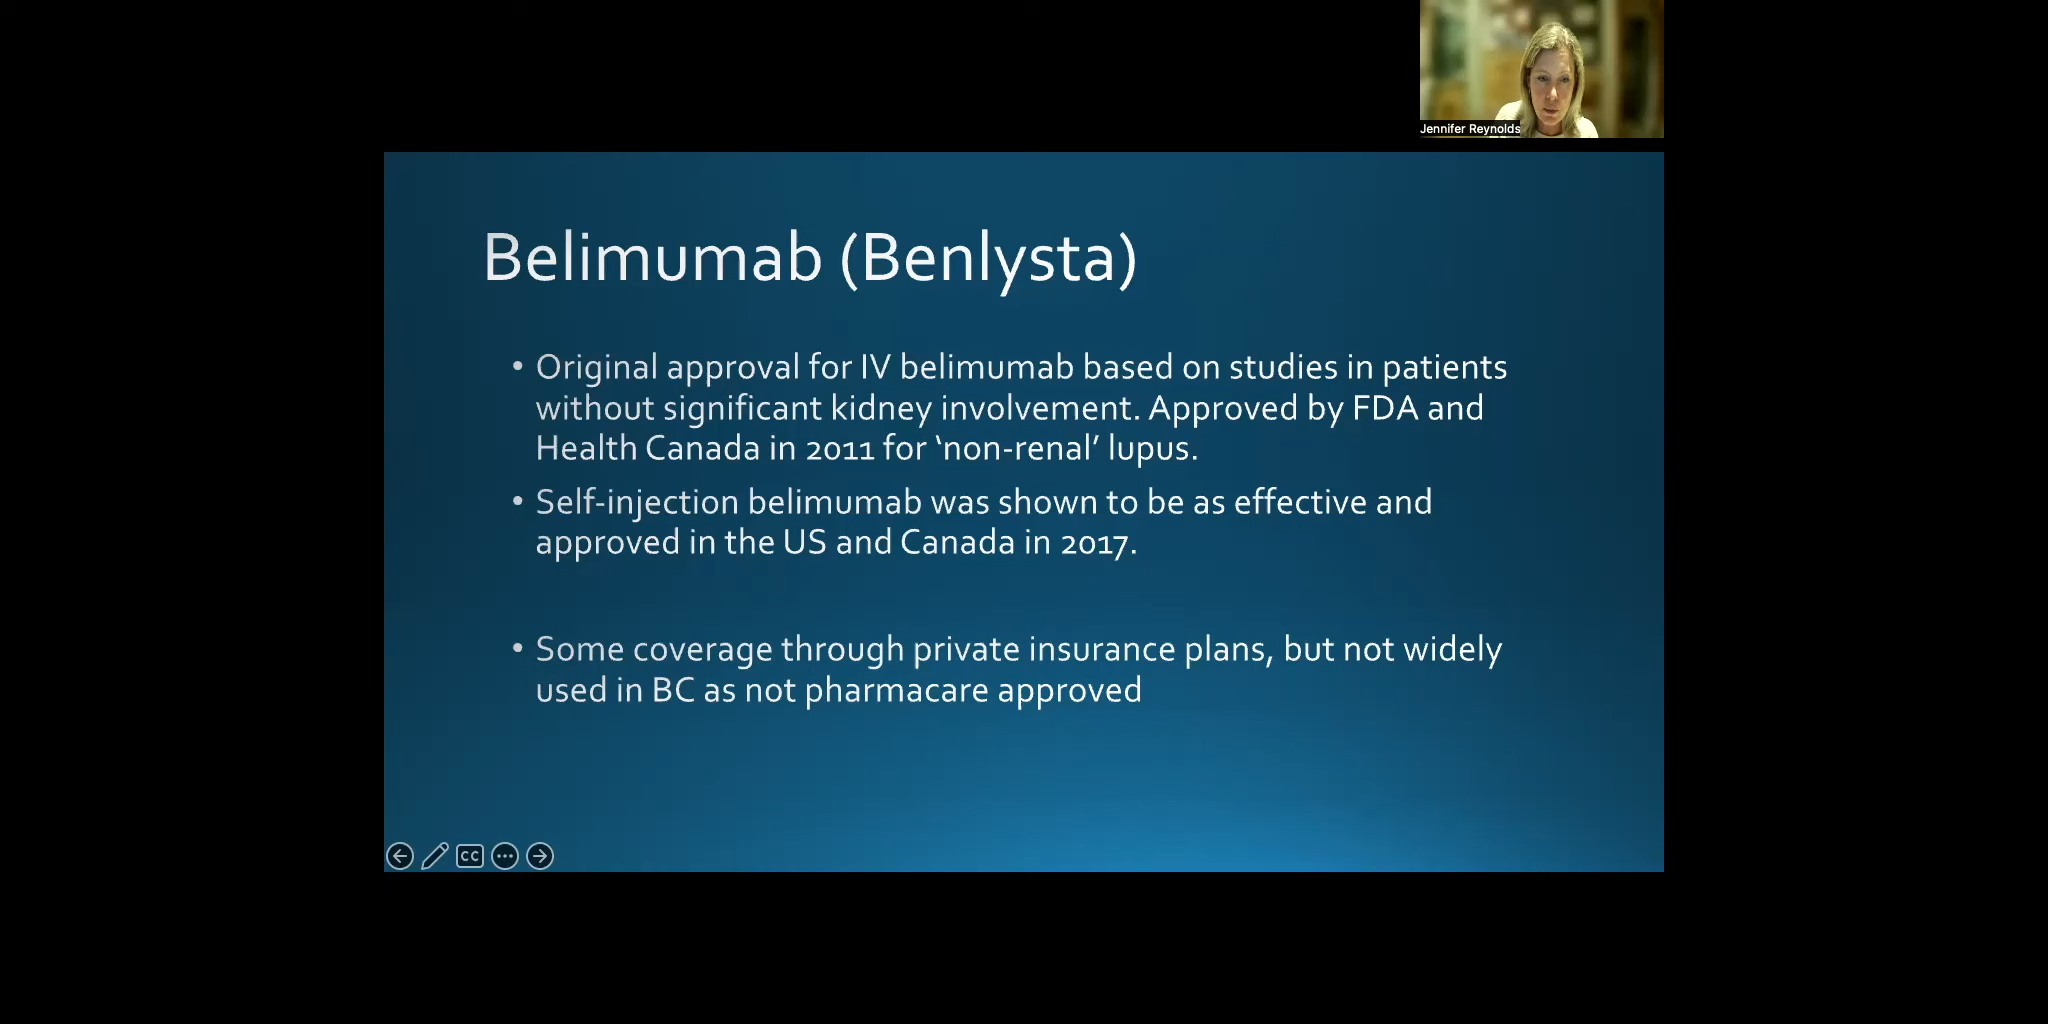 Jennifer Reynolds
Belimumab (Benlysta)
• Original approval for IV belimumab based on studies in patients
without significant kidney involvement. Approved by FDA and
Health Canada in 2011 for ‘non-renal’ lupus.
• Self-injection belimumab was shown to be as effective and
approved in the US and Canada in 2017.
• Some coverage through private insurance plans, but not widely
used in BC as not pharmacare approved
CC